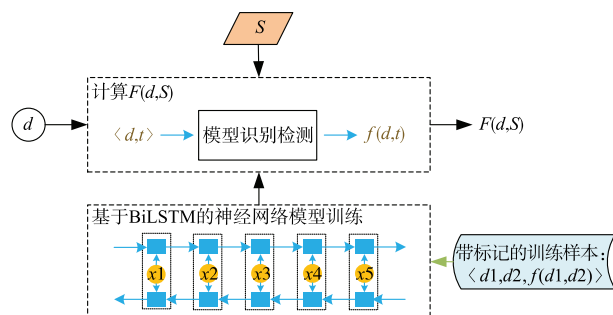 S
计算F(d,S)
d
〈d,t〉
模型识别检测
f(d,t)
F(d,S)
基于BiLSTM的神经网络模型训练
x1
x2
x3
x4
x5
带标记的训练样本:
〈d1,d2,f(d1,d2)〉